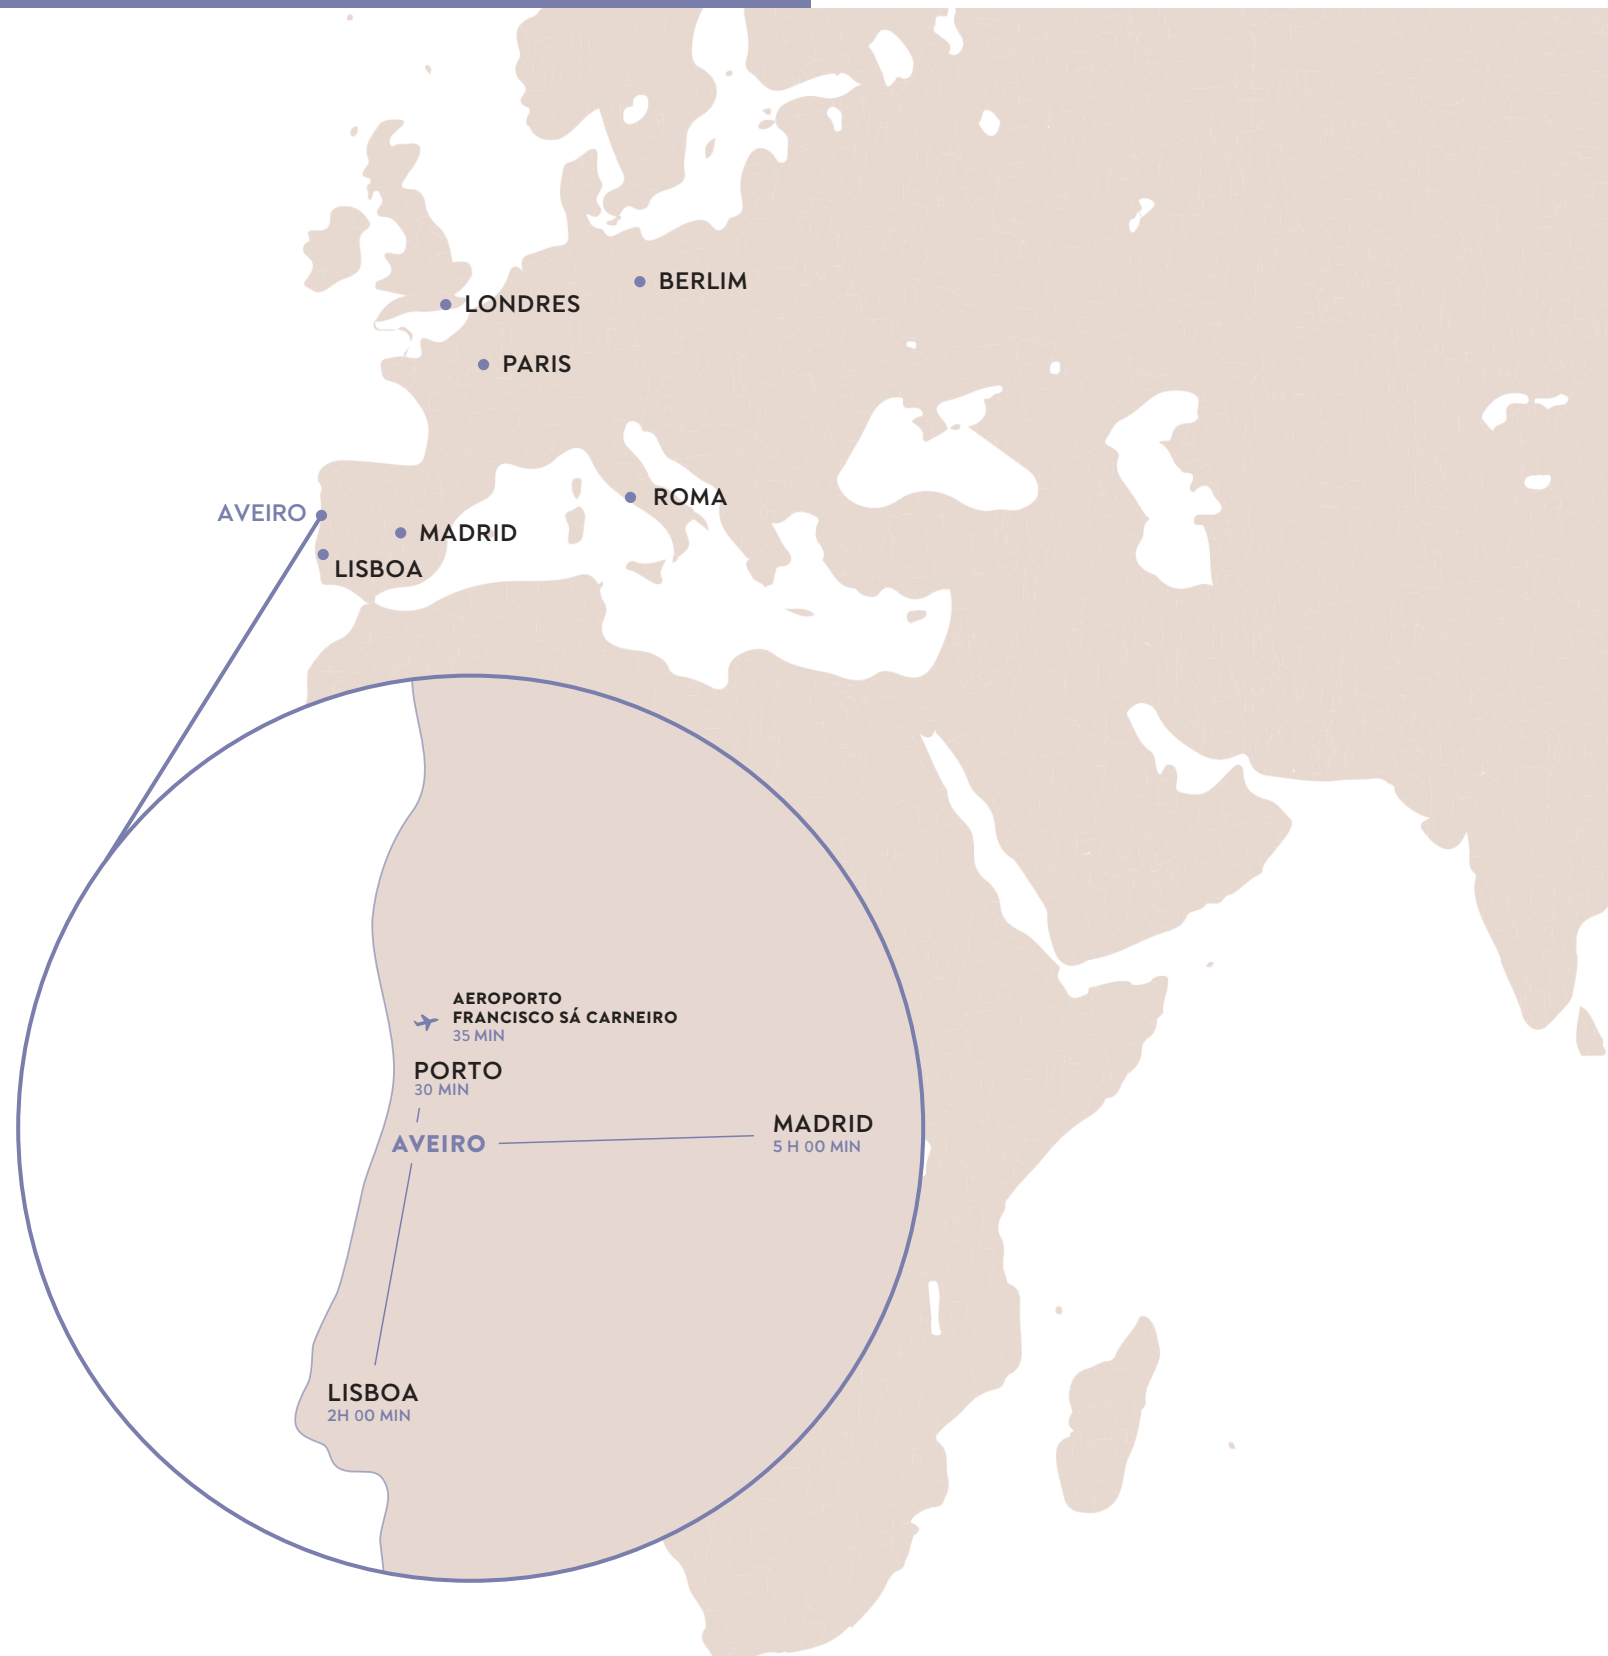 BERLIM
LONDRES
PARIS
ROMA
AVEIRO
MADRID
LISBOA
AEROPORTO
FRANCISCO SÁ CARNEIRO
35 MIN
PORTO
30 MIN
AVEIRO
MADRID
5 H 00 MIN
LISBOA
2H 00 MIN